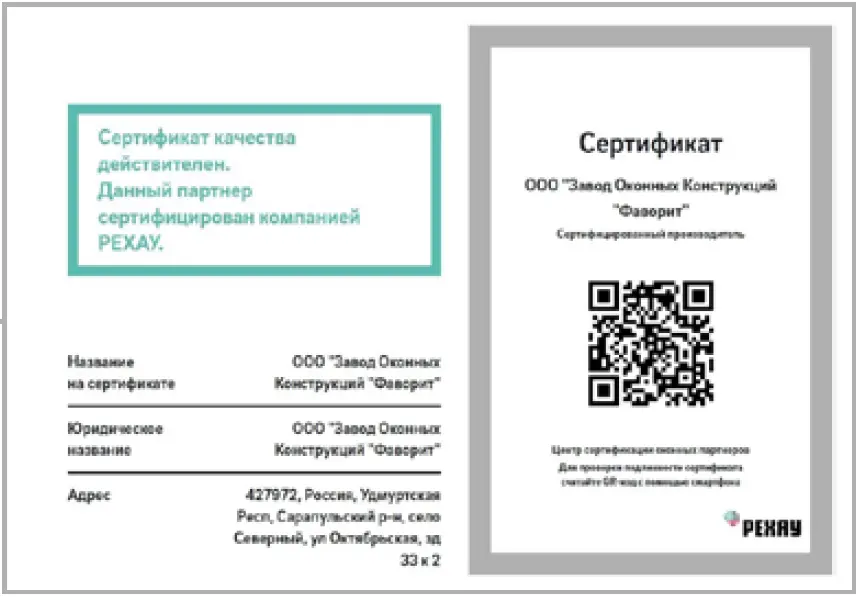 Сертификат качества
действителен.
Данный партнер
сертифицирован компанией
РЕХАУ.
Название
на сертификате
ООО "Завод Оконных
Конструкций "Фаворит"
Юридическое
название
ООО "Завод Оконных
Конструкций "Фаворит"
Адрес
427972, Россия, Удмуртская
Респ, Сарапульский р-н, село
Северный, ул Октябрьская, зд
33 к 2
Сертификат
ООО "Завод Оконных Конструкций
"Фаворит"
Сертифицированный производитель
Центр сертификации оконных партнеров
Для проверки подлинности сертификата
считайте QR-код с помощью смартфона
РЕХАУ